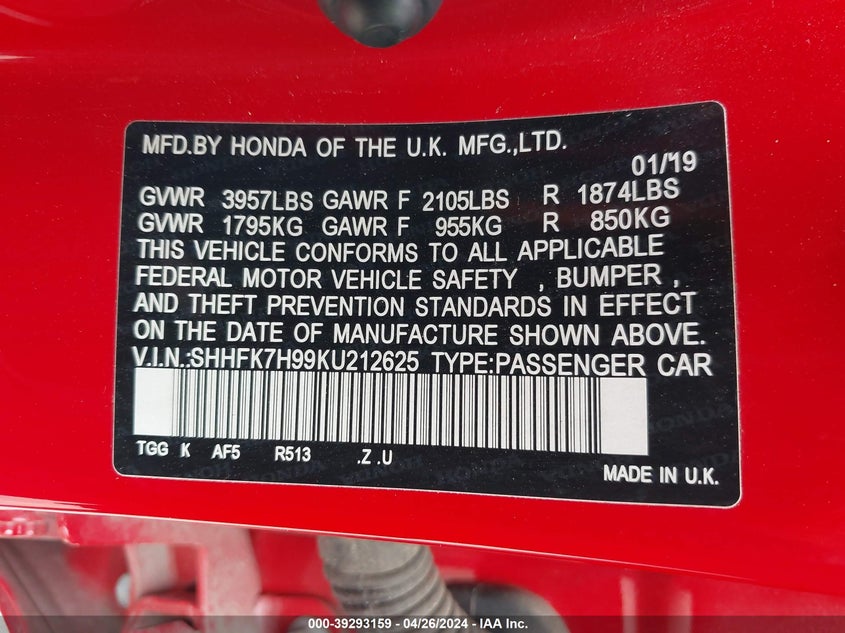 MFD.BY HONDA OF THE U.K. MFG.,LTD.
01/'19
GVWR 3957LBS GAWR F 2105LBS R 1874LBS
GVWR 1795KG GAWR F 955KG R 850KG
THIS VEHICLE CONFORMS TO ALL APPLICABLE
FEDERAL MOTOR VEHICLE SAFETY , BUMPER ,
AND THEFT PREVENTION STANDARDS IN EFFECT
ON THE DATE OF MANUFACTURE SHOWN ABOVE.
V.I.N.:SHHFK7H99KU212625 TYPE:PASSENGER CAR
TGG K AF5 R513 .Z .U
MADE IN U.K.
000-39293159 - 04/26/2024 - IAA Inc.